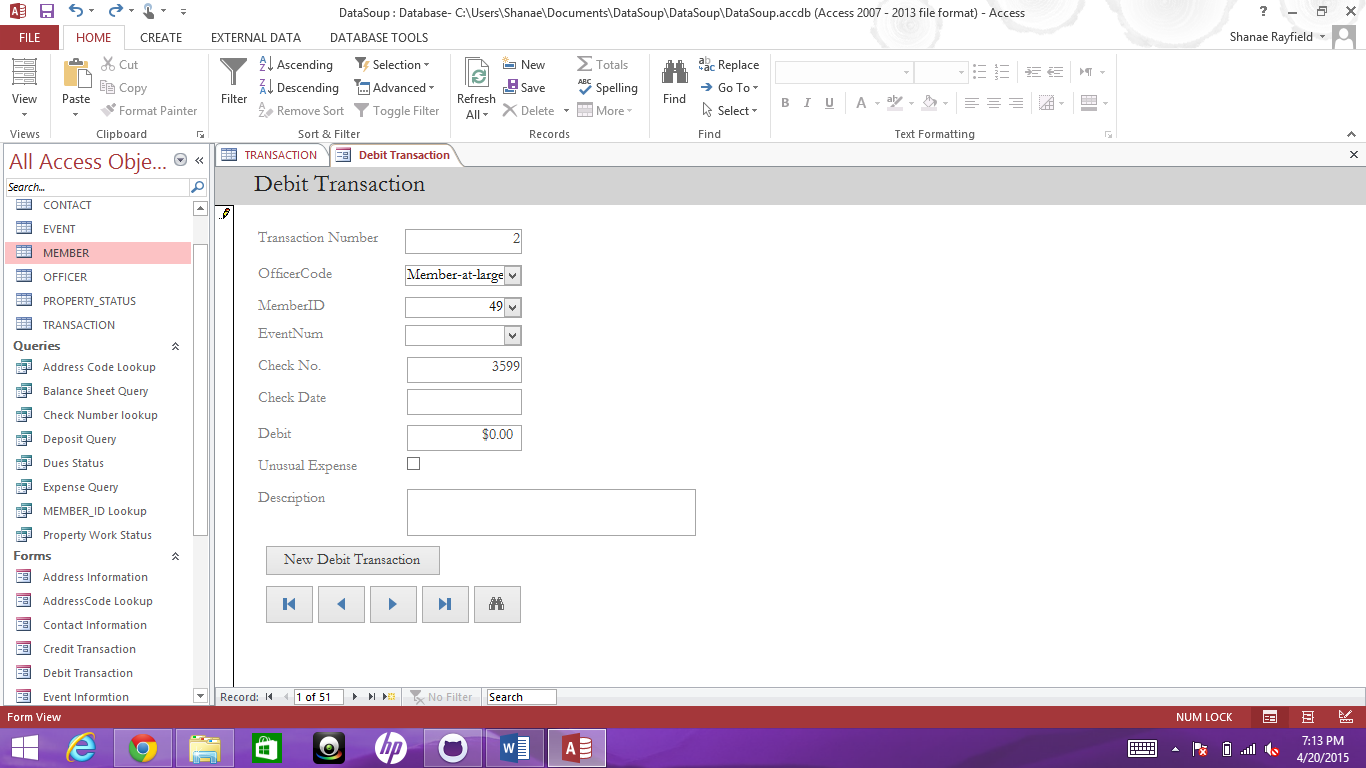 DataSoup : Database- C:\Users\Shanae\Documents\DataSoup\DataSoup\DataSoup.accdb (Access 2007 - 2013 file format) - Access
FILE HOME CREATE EXTERNAL DATA DATABASE TOOLS Shanae Rayfield
View
Views
Paste
Cut
Copy
Format Painter
Clipboard
Filter
Ascending
Descending
Remove Sort
Selection
Advanced
Toggle Filter
Sort & Filter
Refresh
All
New
Save
Delete
Totals
Spelling
More
Records
Find
Replace
Go To
Select
Find
B I U A
Text Formatting
All Access Obje...
Search...
CONTACT
EVENT
MEMBER
OFFICER
PROPERTY_STATUS
TRANSACTION
Queries
Address Code Lookup
Balance Sheet Query
Check Number lookup
Deposit Query
Dues Status
Expense Query
MEMBER_ID Lookup
Property Work Status
Forms
Address Information
AddressCode Lookup
Contact Information
Credit Transaction
Debit Transaction
Event Informtion
TRANSACTION Debit Transaction
Debit Transaction
Transaction Number 2
OfficerCode Member-at-large
MemberID 49
EventNum
Check No. 3599
Check Date
Debit $0.00
Unusual Expense
Description
New Debit Transaction
Record: 1 of 51 No Filter Search
Form View NUM LOCK
7:13 PM
4/20/2015